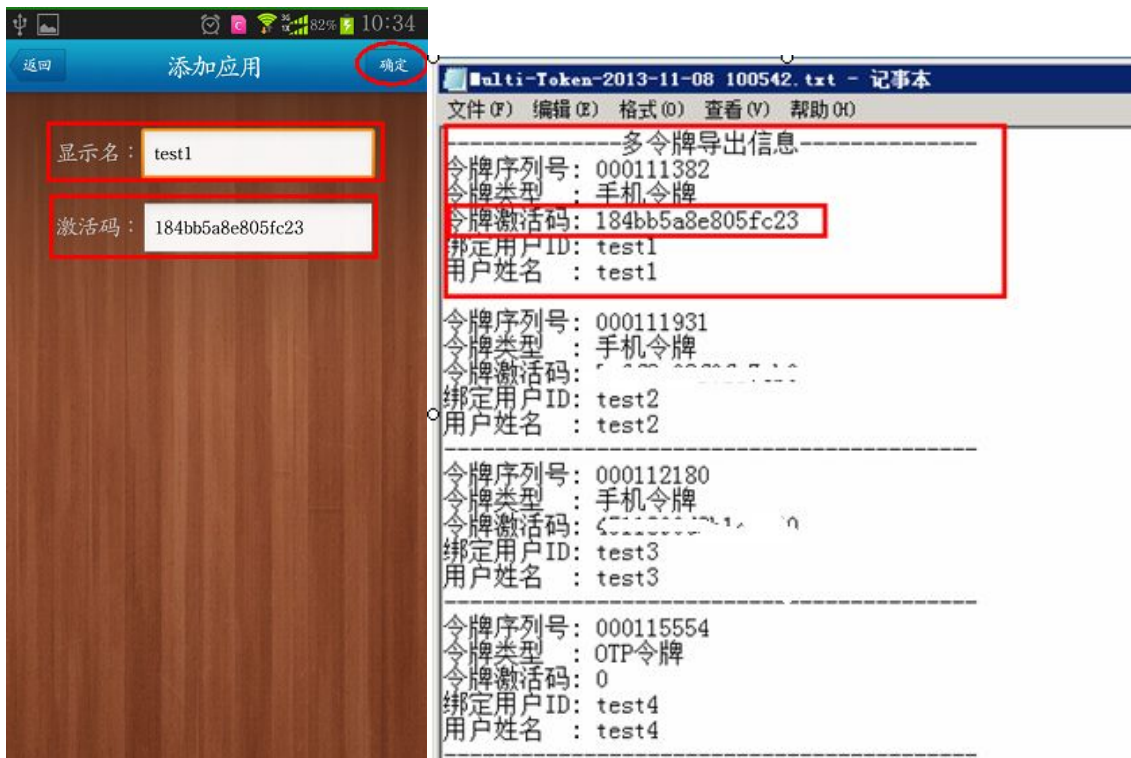 82% 10:34
返回 添加应用 确定
显示名： test1
激活码： 184bb5a8e805fc23
Multi-Token-2013-11-08 100542.txt - 记事本
文件(F) 编辑(E) 格式(O) 查看(V) 帮助(H)
---------------多令牌导出信息---------------
令牌序列号: 000111382
令牌类型 : 手机令牌
令牌激活码: 184bb5a8e805fc23
绑定用户ID: test1
用户姓名 : test1
令牌序列号: 000111931
令牌类型 : 手机令牌
令牌激活码:
绑定用户ID: test2
用户姓名 : test2
令牌序列号: 000112180
令牌类型 : 手机令牌
令牌激活码:
绑定用户ID: test3
用户姓名 : test3
令牌序列号: 000115554
令牌类型 : OTP令牌
令牌激活码: 0
绑定用户ID: test4
用户姓名 : test4